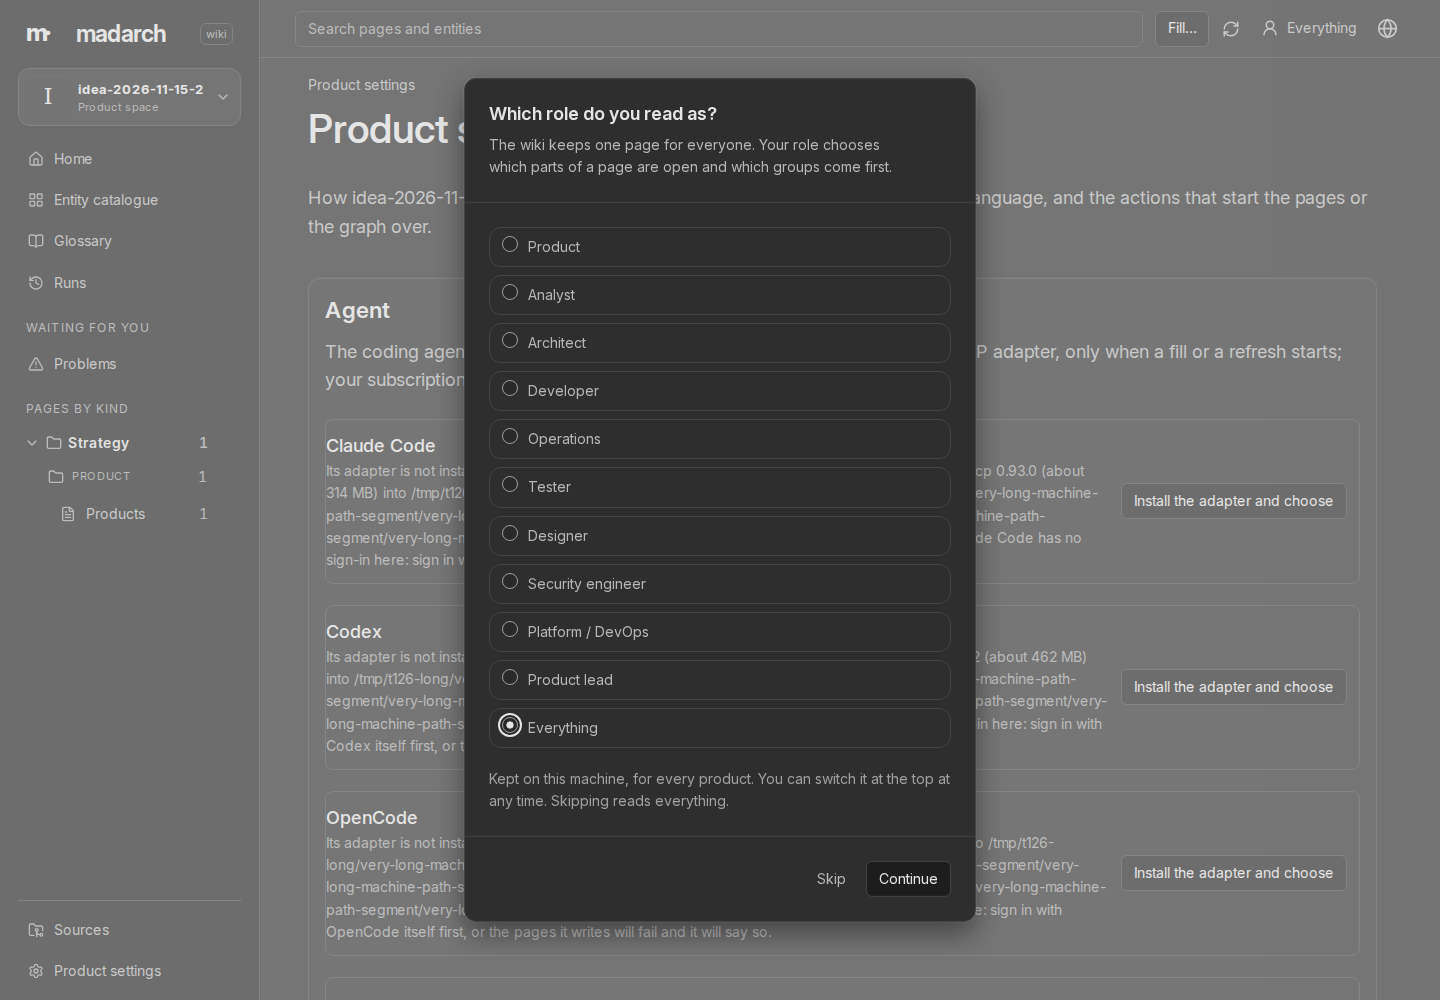 m madarch wiki
idea-2026-11-15-2
Product space
Home
Entity catalogue
Glossary
Runs
WAITING FOR YOU
Problems
PAGES BY KIND
Strategy 1
PRODUCT 1
Products 1
Sources
Product settings
Search pages and entities
Fill...
Everything
Product settings
Product
How idea-2026-11- anguage, and the actions that start the pages or
the graph over.
Agent
The coding agen P adapter, only when a fill or a refresh starts;
your subscription
Claude Code
Its adapter is not inst cp 0.93.0 (about
314 MB) into /tmp/t12 ery-long-machine-
path-segment/very-l hine-path-
segment/very-long-m de Code has no
sign-in here: sign in w
Install the adapter and choose
Codex
Its adapter is not inst 2 (about 462 MB)
into /tmp/t126-long/v -machine-path-
segment/very-long-m path-segment/very-
long-machine-path-s in here: sign in with
Codex itself first, or t
Install the adapter and choose
OpenCode
Its adapter is not inst o /tmp/t126-
long/very-long-mach -segment/very-
long-machine-path-s very-long-machine-
path-segment/very-l e: sign in with
OpenCode itself first, or the pages it writes will fail and it will say so.
Install the adapter and choose
Which role do you read as?
The wiki keeps one page for everyone. Your role chooses
which parts of a page are open and which groups come first.
Product
Analyst
Architect
Developer
Operations
Tester
Designer
Security engineer
Platform / DevOps
Product lead
Everything
Kept on this machine, for every product. You can switch it at the top at
any time. Skipping reads everything.
Skip
Continue